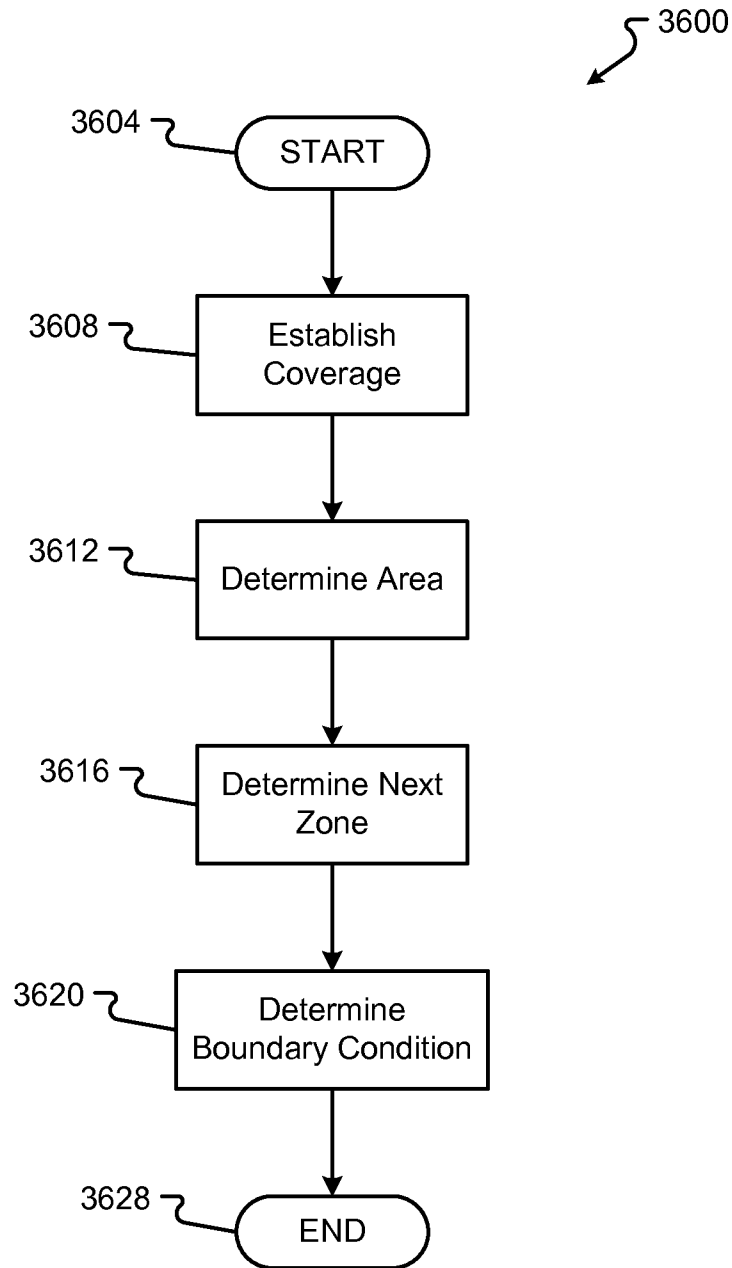 3600
3604
START
3608
Establish
Coverage
3612
Determine Area
3616
Determine Next
Zone
3620
Determine
Boundary Condition
3628
END